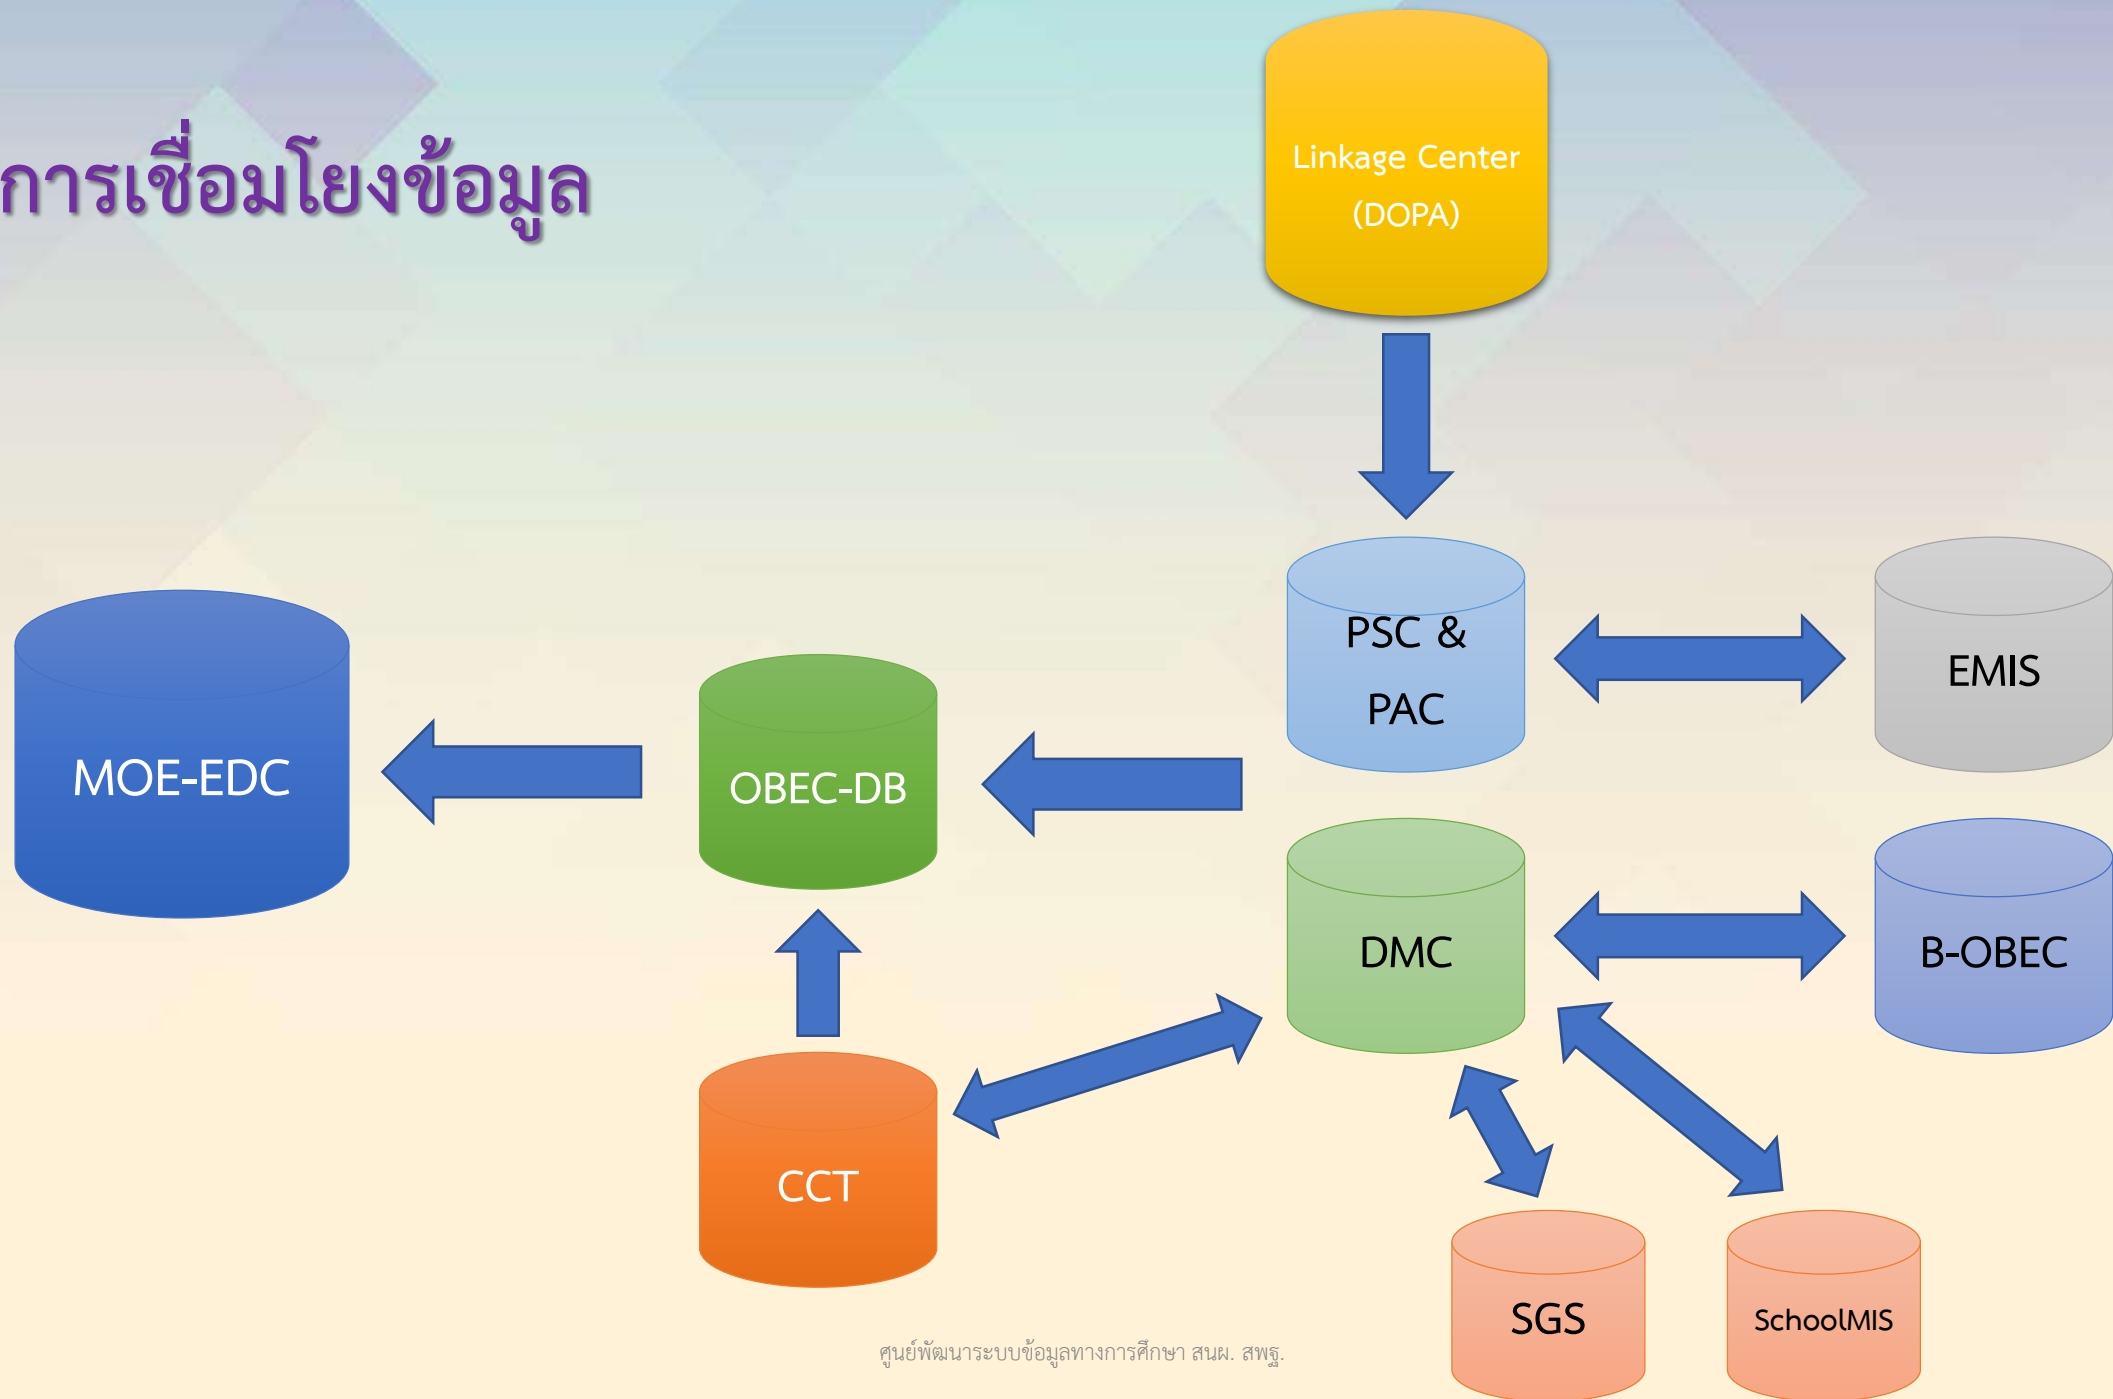 การเชื่อมโยงข้อมูล
Linkage Center
(DOPA)
PSC &
PAC
EMIS
MOE-EDC
OBEC-DB
DMC
B-OBEC
CCT
SGS
SchoolMIS
ศูนย์พัฒนาระบบข้อมูลทางการศึกษา สนผ. สพฐ.